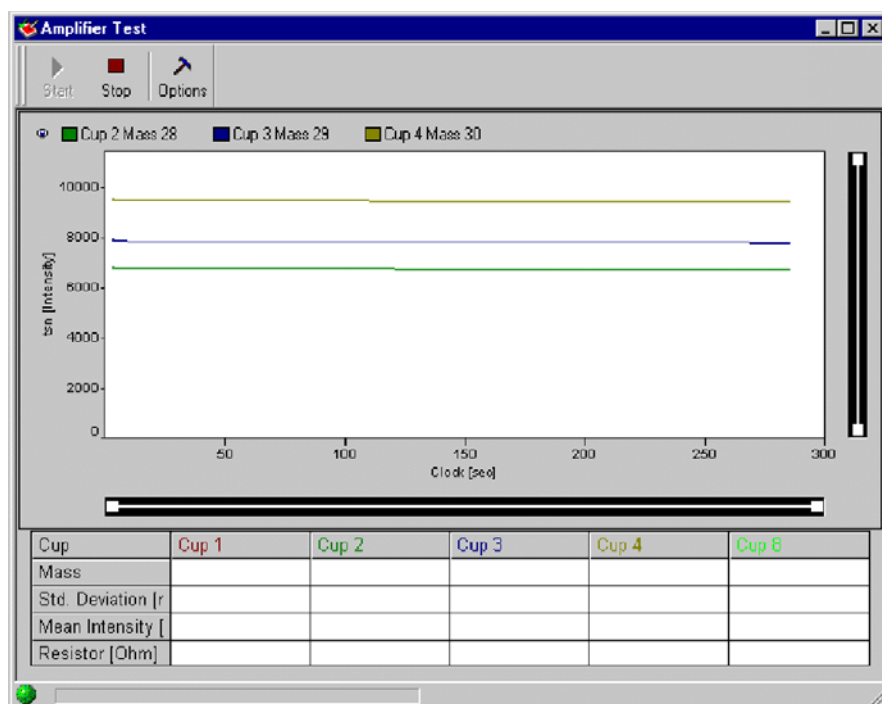 Amplifier Test
Start Stop Options
Cup 2 Mass 28 Cup 3 Mass 29 Cup 4 Mass 30
10000
8000
6000
4000
2000
0
tsn [Intensity]
50 100 150 200 250 300
Clock [sec]
Cup Cup 1 Cup 2 Cup 3 Cup 4 Cup 8
Mass
Std. Deviation [r
Mean Intensity [
Resistor [Ohm]